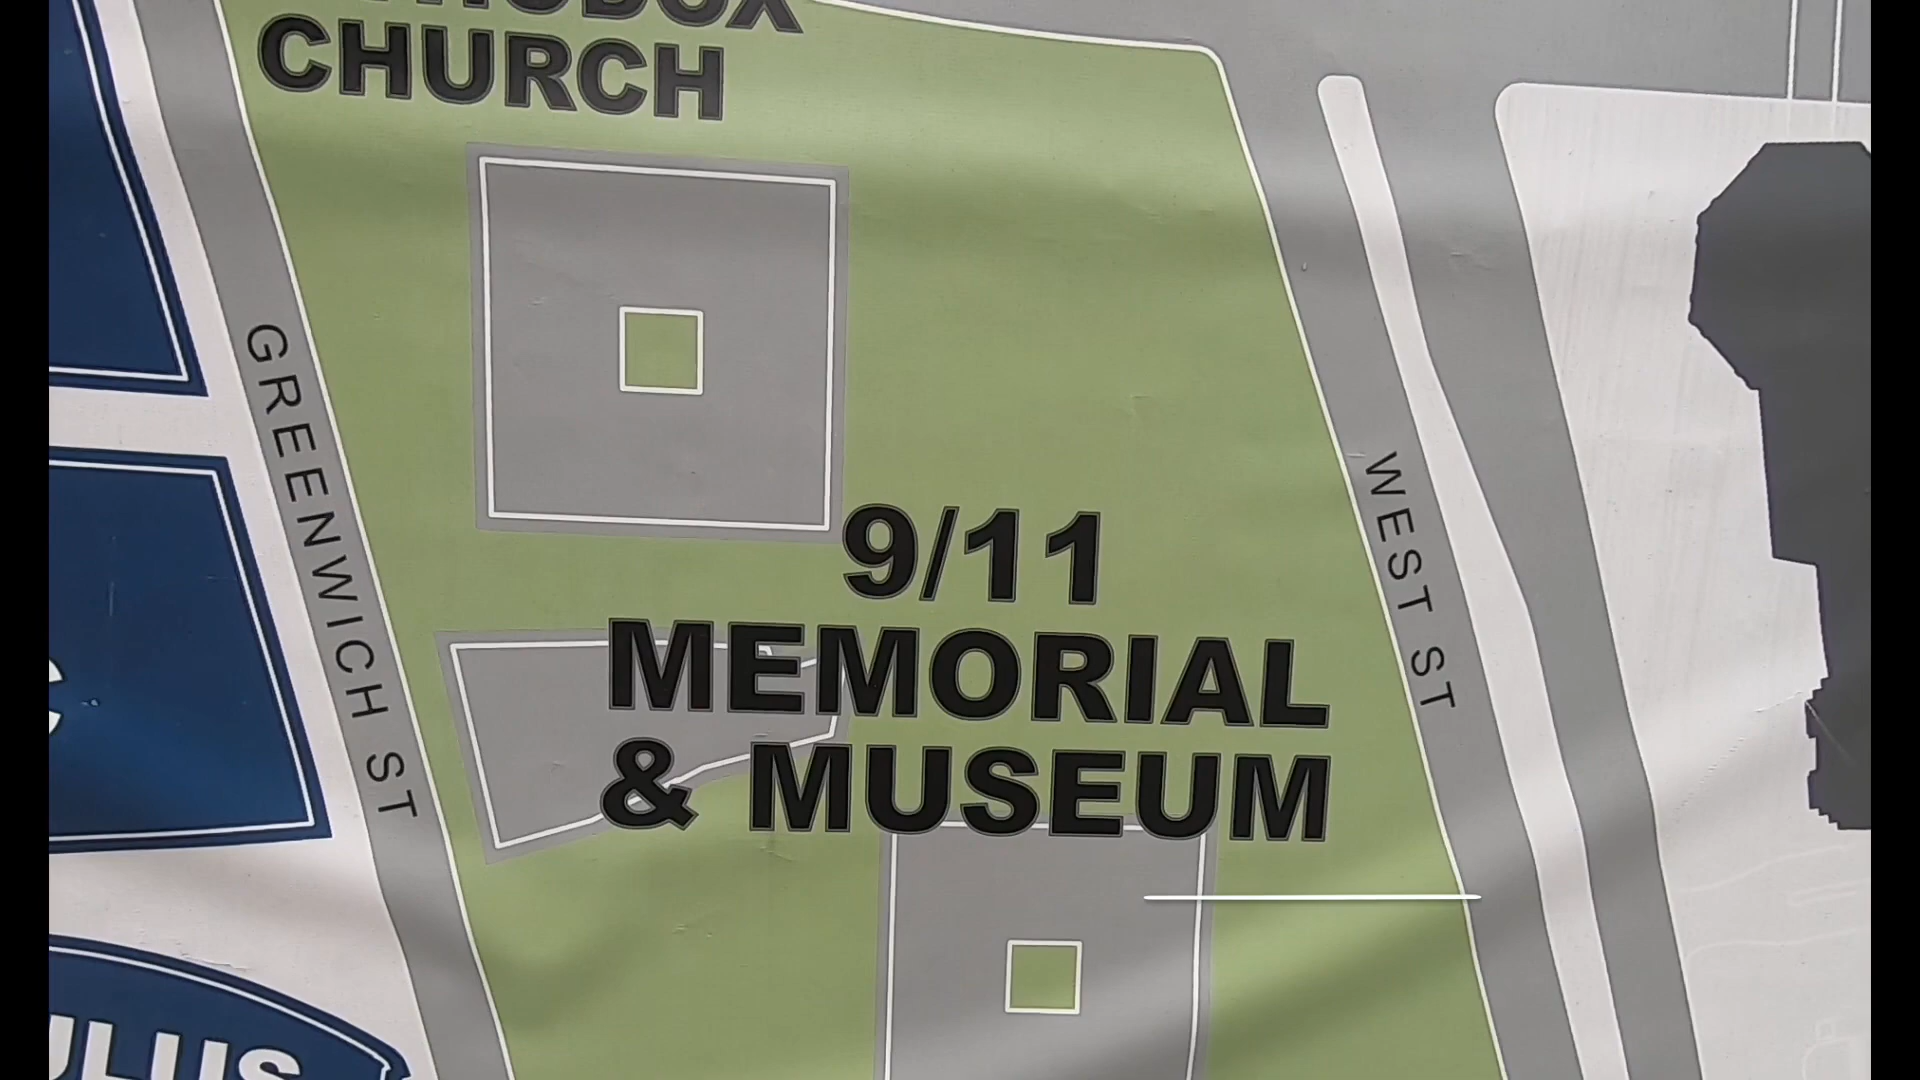 CHURCH
GREENWICH ST
WEST ST
9/11
MEMORIAL
& MUSEUM